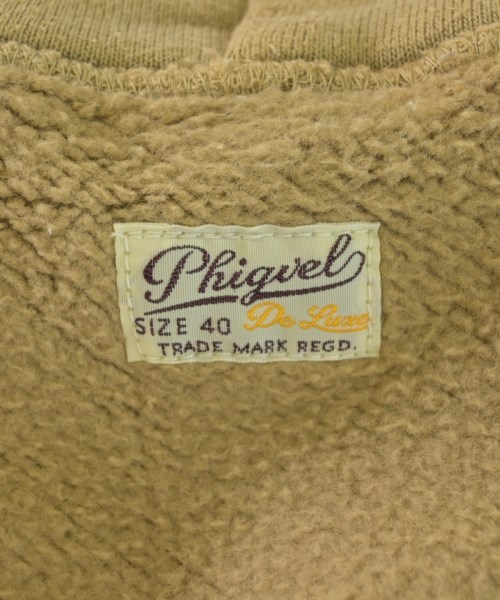 Phigvel
SIZE 40 De Luxe
TRADE MARK REGD.